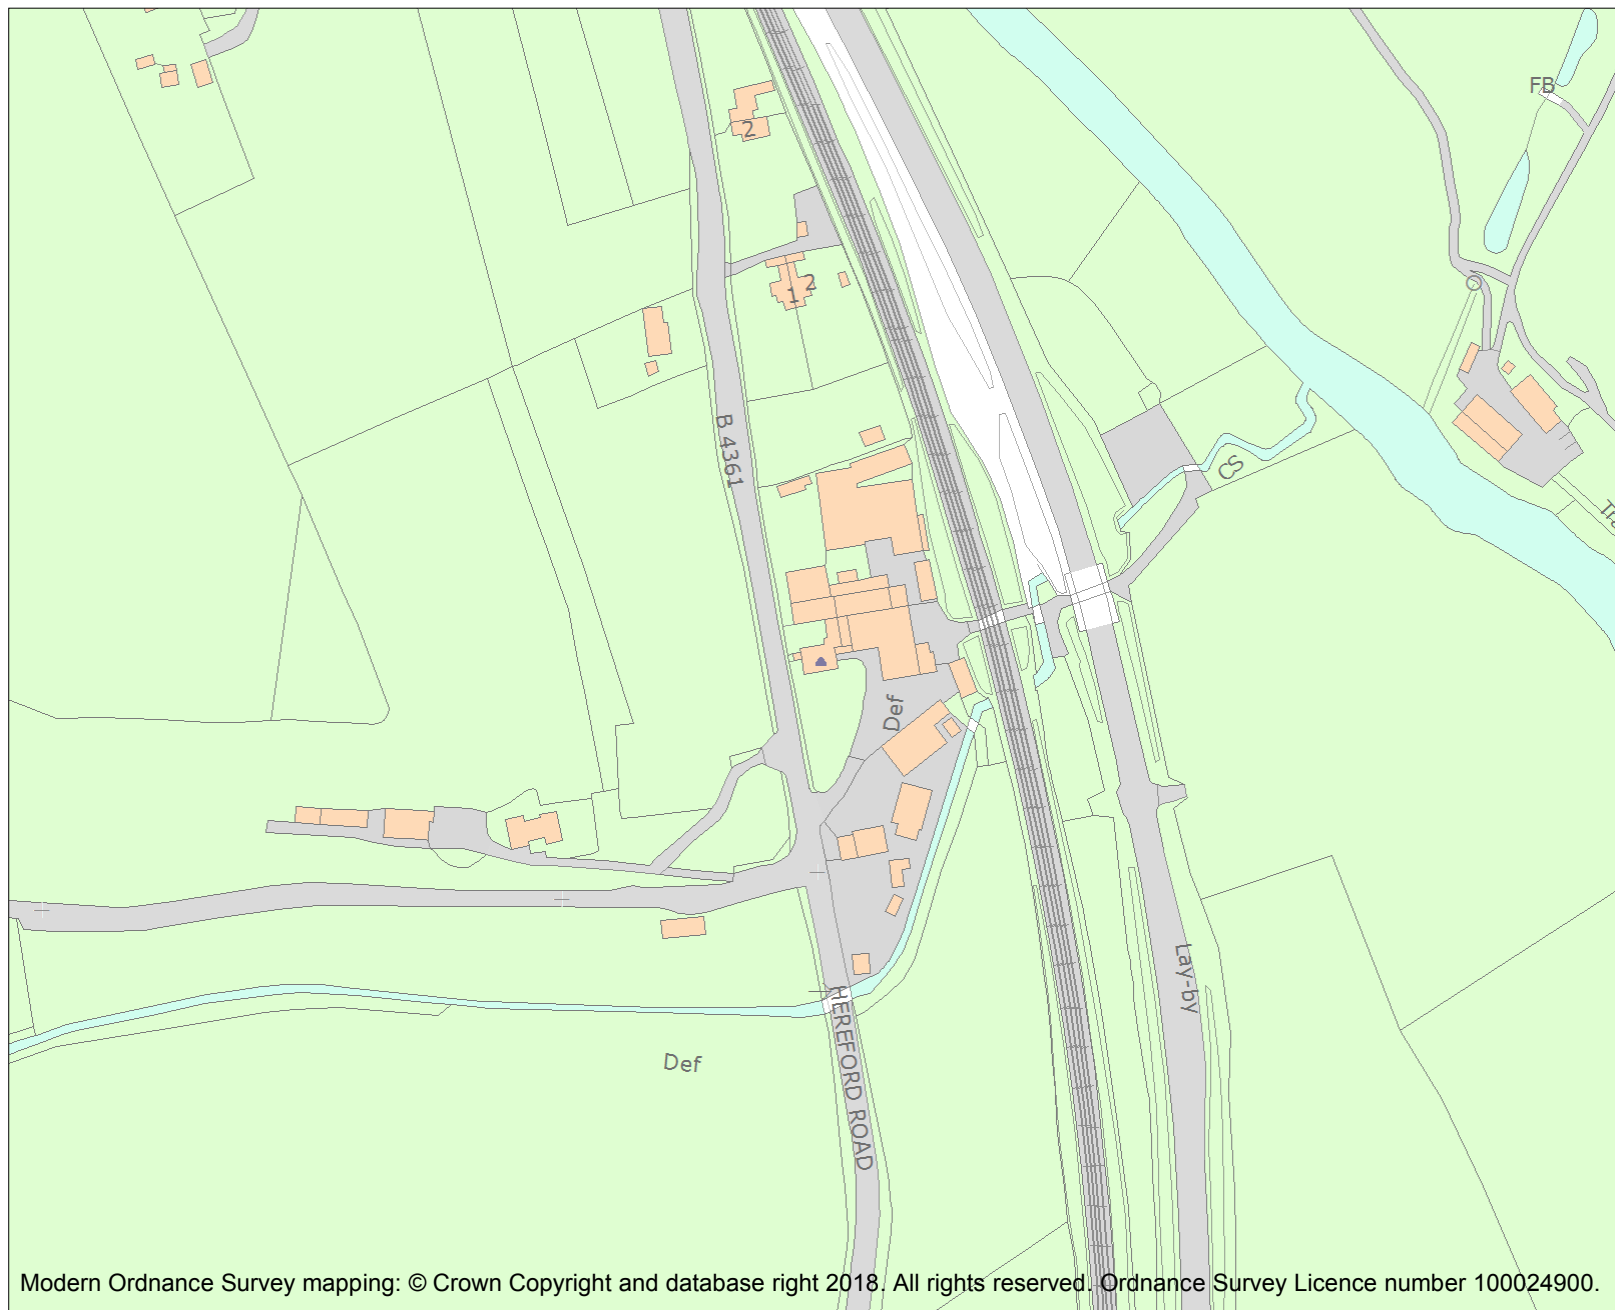 FB
2
2
1
B 4361
CS
Def
Lay-by
HEREFORD ROAD
Def
Modern Ordnance Survey mapping: © Crown Copyright and database right 2018. All rights reserved. Ordnance Survey Licence number 100024900.